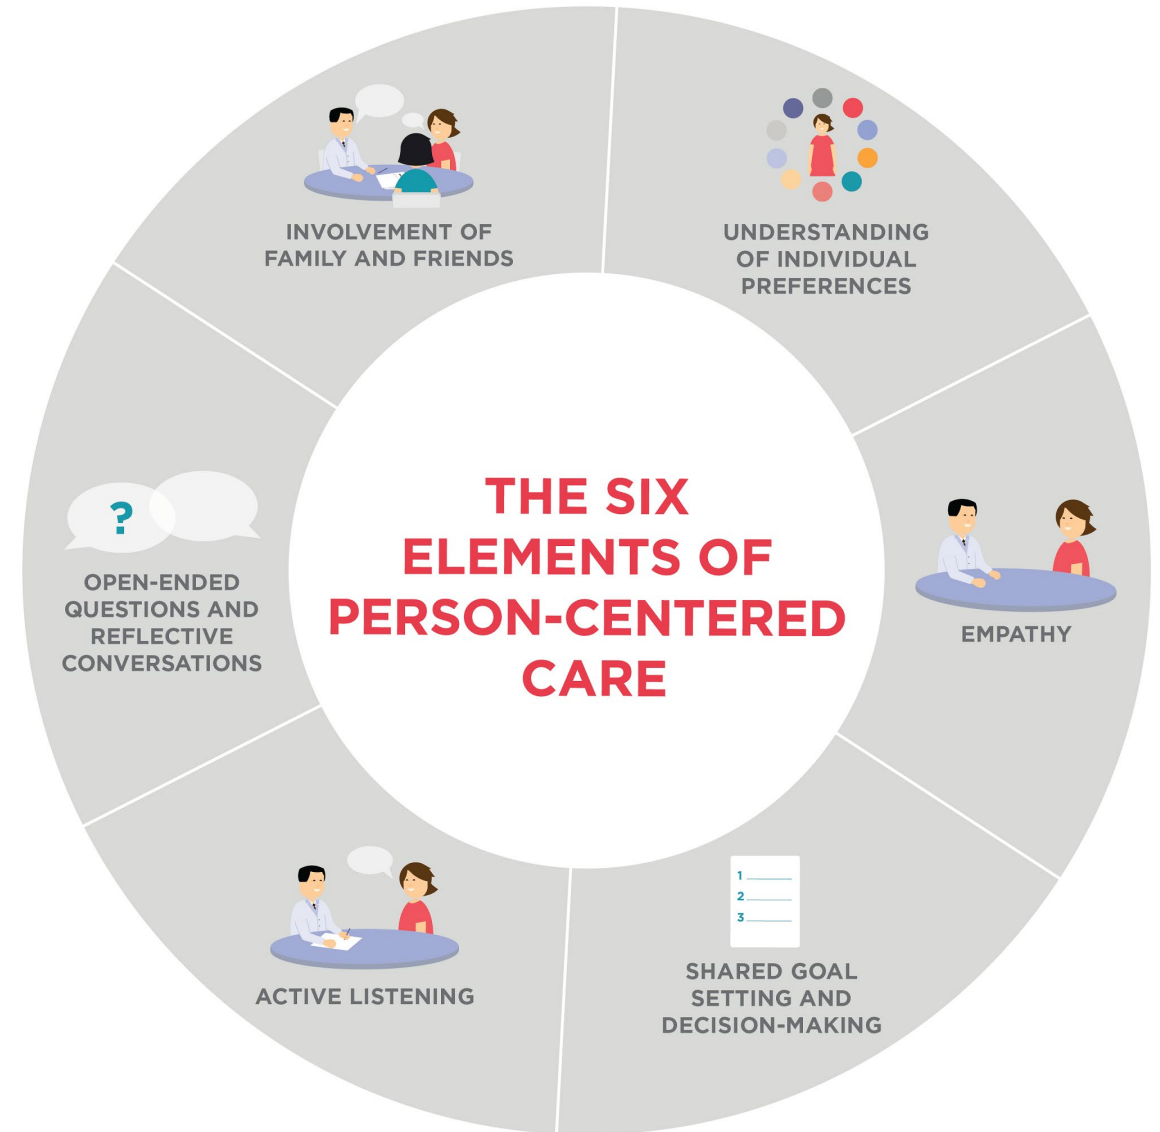 THE SIX
ELEMENTS OF
PERSON-CENTERED
CARE
UNDERSTANDING
OF INDIVIDUAL
PREFERENCES
EMPATHY
1
2
3
SHARED GOAL
SETTING AND
DECISION-MAKING
ACTIVE LISTENING
?
OPEN-ENDED
QUESTIONS AND
REFLECTIVE
CONVERSATIONS
INVOLVEMENT OF
FAMILY AND FRIENDS